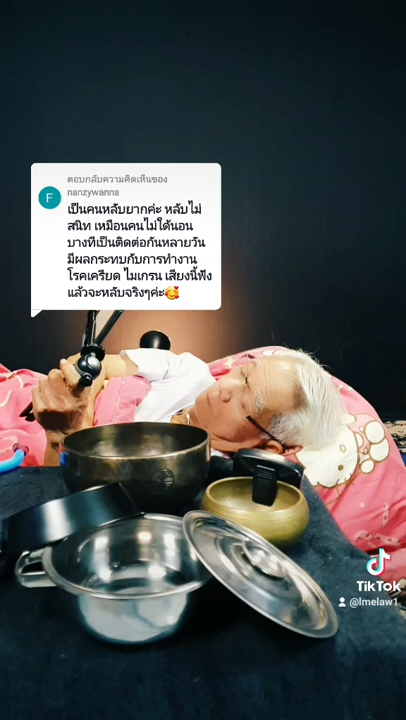 ตอบกลับความคิดเห็นของ
nanzywanna
F
เป็นคนหลับยากค่ะ หลับไม่
สนิท เหมือนคนไม่ได้นอน
บางทีเป็นติดต่อกันหลายวัน
มีผลกระทบกับการทำงาน
โรคเครียด ไมเกรน เสียงนี้ฟัง
แล้วจะหลับจริงๆค่ะ🥰
TikTok
@lmelaw1